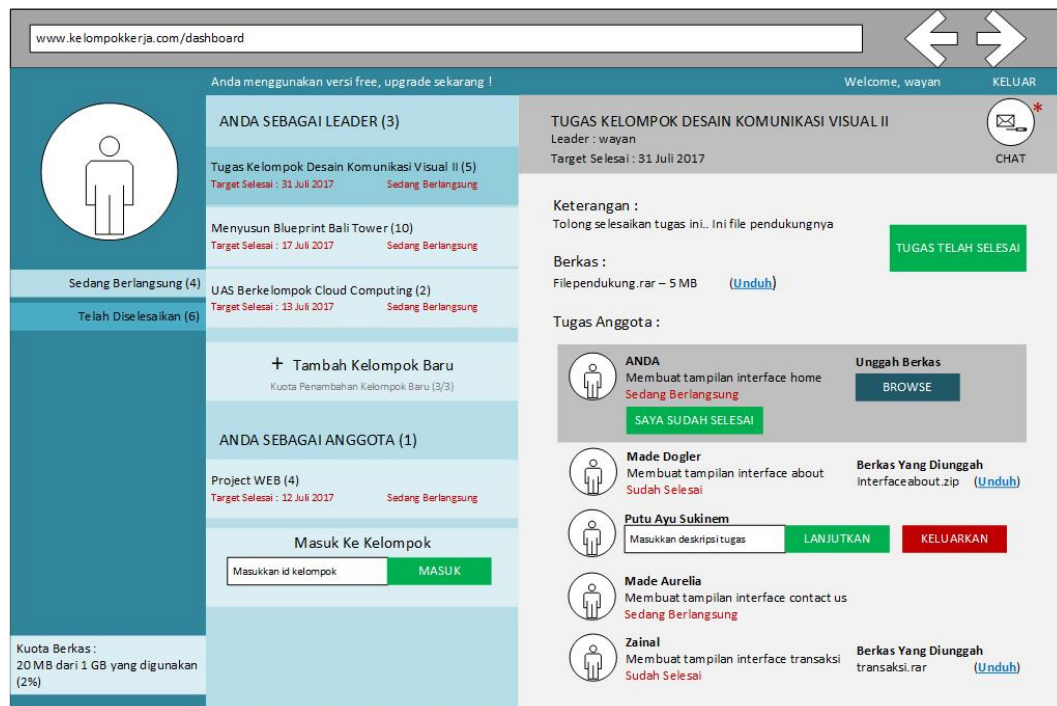 www.kelompokkerja.com/dashboard
Anda menggunakan versi free, upgrade sekarang !
Welcome, wayan
KELUAR
Sedang Berlangsung (4)
Telah Diselesaikan (6)
Kuota Berkas :
20 MB dari 1 GB yang digunakan
(2%)
ANDA SEBAGAI LEADER (3)
Tugas Kelompok Desain Komunikasi Visual II (5)
Target Selesai : 31 Juli 2017 Sedang Berlangsung
Menyusun Blueprint Bali Tower (10)
Target Selesai : 17 Juli 2017 Sedang Berlangsung
UAS Berkelompok Cloud Computing (2)
Target Selesai : 13 Juli 2017 Sedang Berlangsung
+ Tambah Kelompok Baru
Kuota Penambahan Kelompok Baru (3/3)
ANDA SEBAGAI ANGGOTA (1)
Project WEB (4)
Target Selesai : 12 Juli 2017 Sedang Berlangsung
Masuk Ke Kelompok
Masukkan id kelompok MASUK
TUGAS KELOMPOK DESAIN KOMUNIKASI VISUAL II
Leader : wayan
Target Selesai : 31 Juli 2017
*
CHAT
Keterangan :
Tolong selesaikan tugas ini.. Ini file pendukungnya
TUGAS TELAH SELESAI
Berkas :
Filependukung.rar – 5 MB (Unduh)
Tugas Anggota :
ANDA
Membuat tampilan interface home
Sedang Berlangsung
SAYA SUDAH SELESAI
Unggah Berkas
BROWSE
Made Dogler
Membuat tampilan interface about
Sudah Selesai
Berkas Yang Diunggah
Interfaceabout.zip (Unduh)
Putu Ayu Sukinem
Masukkan deskripsi tugas LANJUTKAN KELUARKAN
Made Aurelia
Membuat tampilan interface contact us
Sedang Berlangsung
Zainal
Membuat tampilan interface transaksi
Sudah Selesai
Berkas Yang Diunggah
transaksi.rar (Unduh)